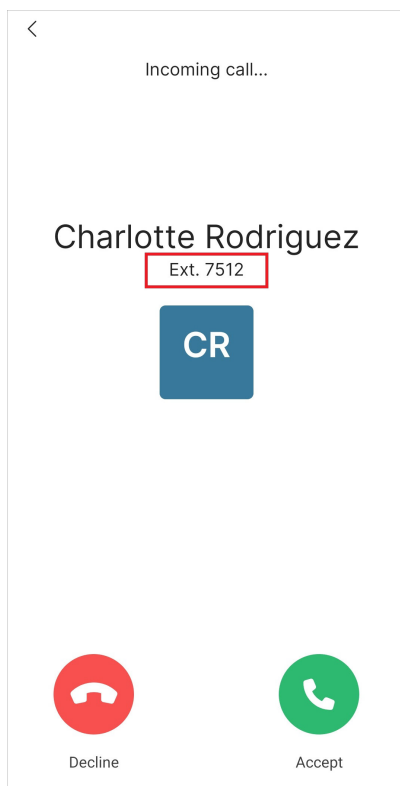 Incoming call...
Charlotte Rodriguez
Ext. 7512
CR
Decline
Accept